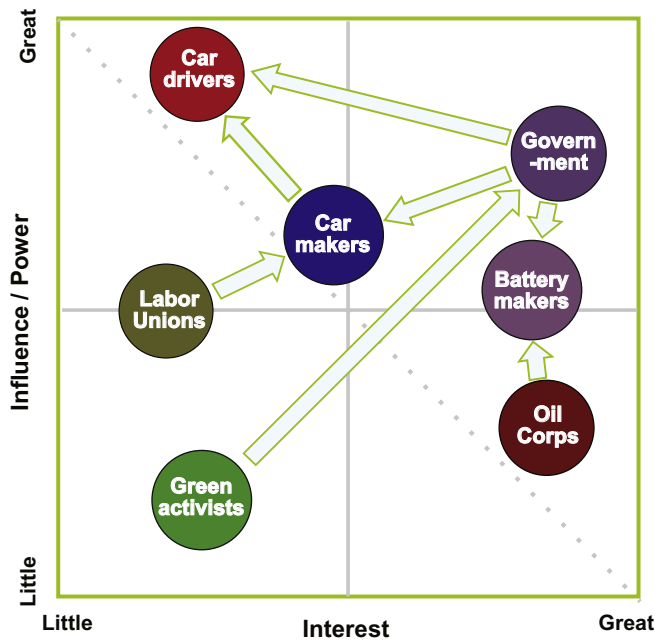 Great
Car
drivers
Govern
-ment
Car
makers
Battery
makers
Labor
Unions
Influence / Power
Oil
Corps
Green
activists
Little
Little
Interest
Great